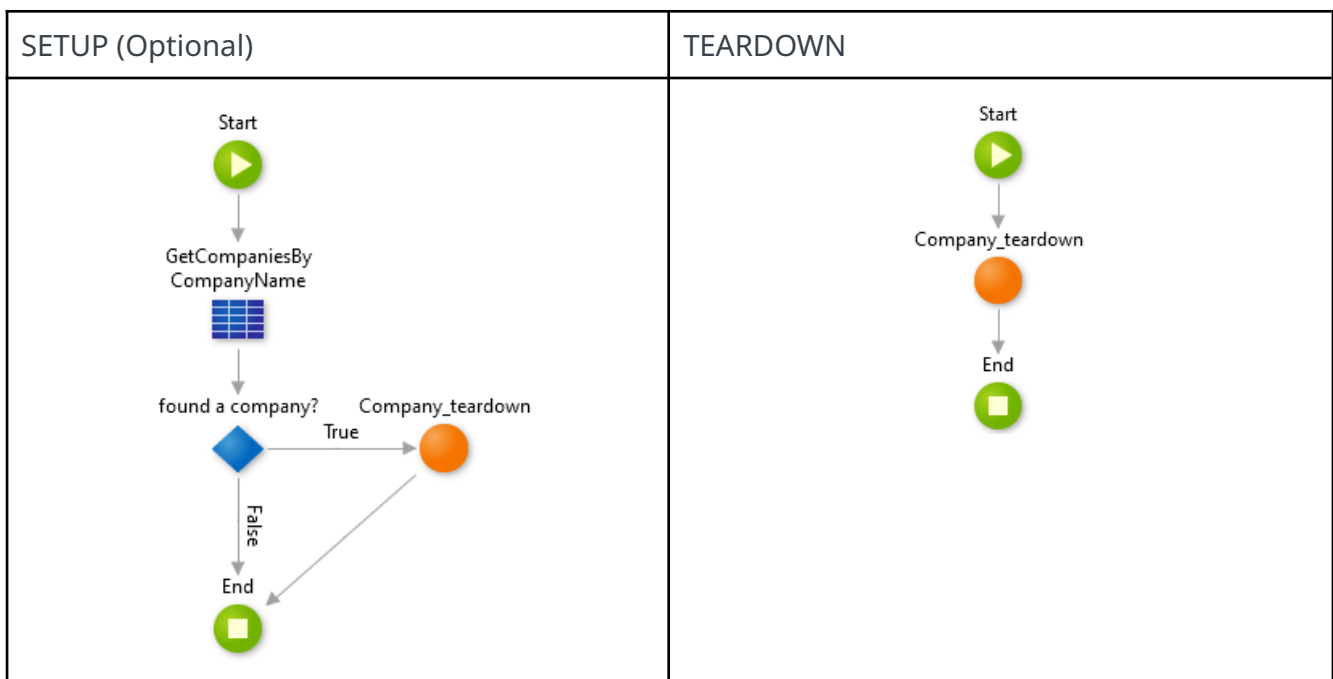 SETUP (Optional)
TEARDOWN
Start
GetCompaniesBy
CompanyName
found a company?
Company_teardown
True
False
End
Start
Company_teardown
End